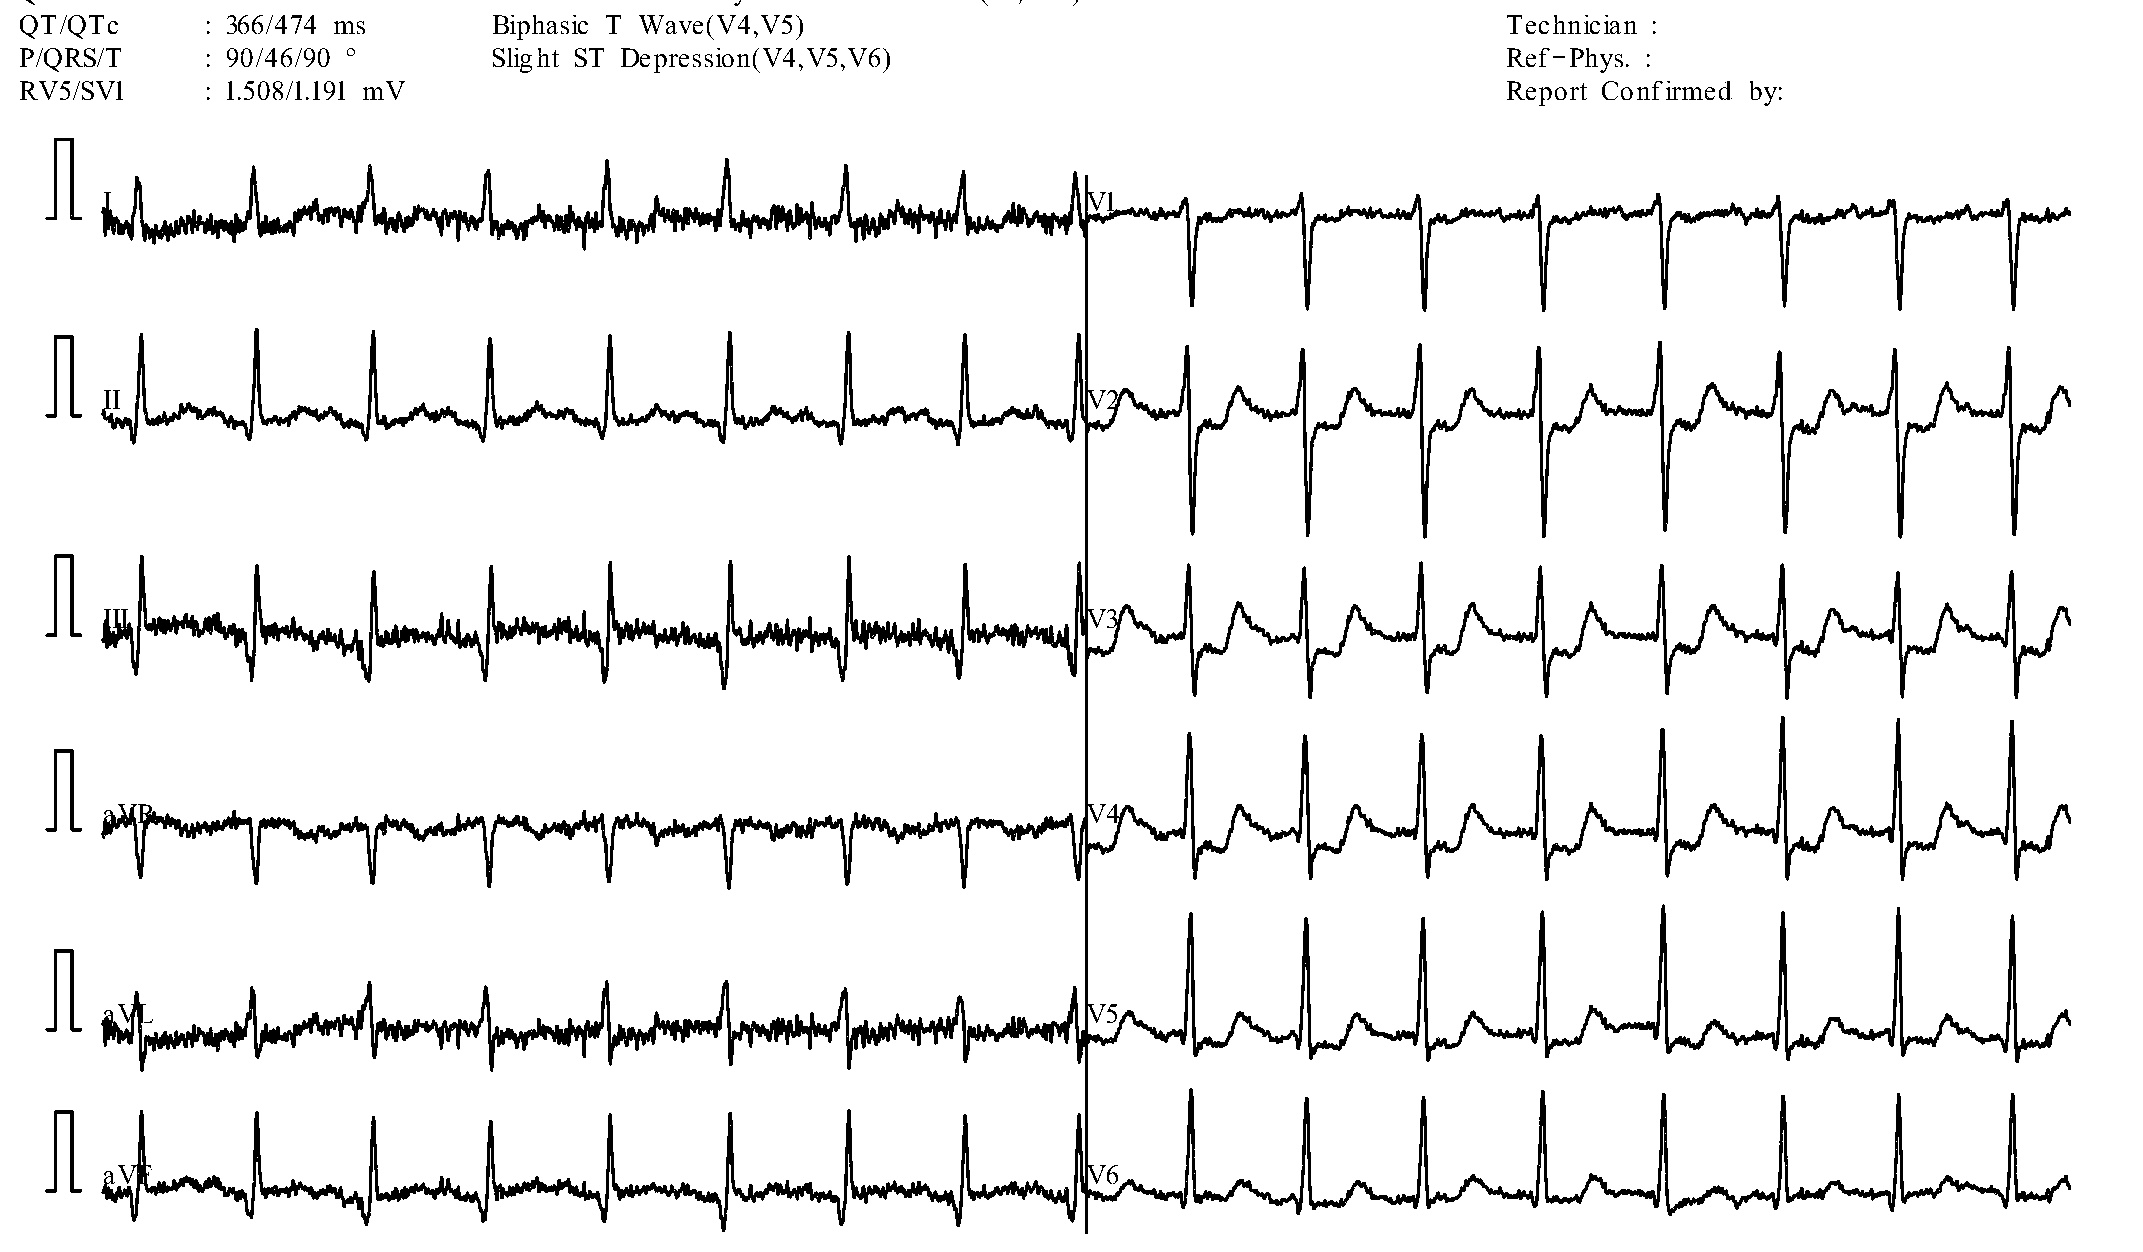 QT/QTc : 366/474 ms
P/QRS/T : 90/46/90 °
RV5/SV1 : 1.508/1.191 mV
Biphasic T Wave(V4,V5)
Slight ST Depression(V4,V5,V6)
Technician :
Ref-Phys. :
Report Confirmed by:
I
V1
II
V2
III
V3
aVR
V4
aVL
V5
aVF
V6